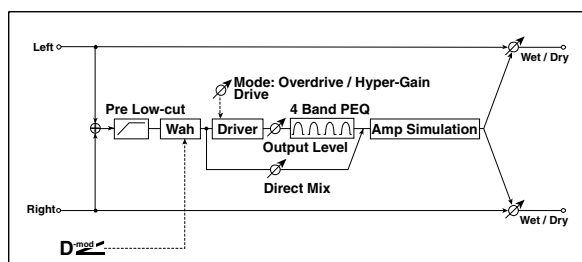 Left
Wet / Dry
Mode: Overdrive / Hyper-Gain
Drive
Pre Low-cut
4 Band PEQ
Wah
Driver
Amp Simulation
Output Level
Direct Mix
Right
Wet / Dry
D-mod